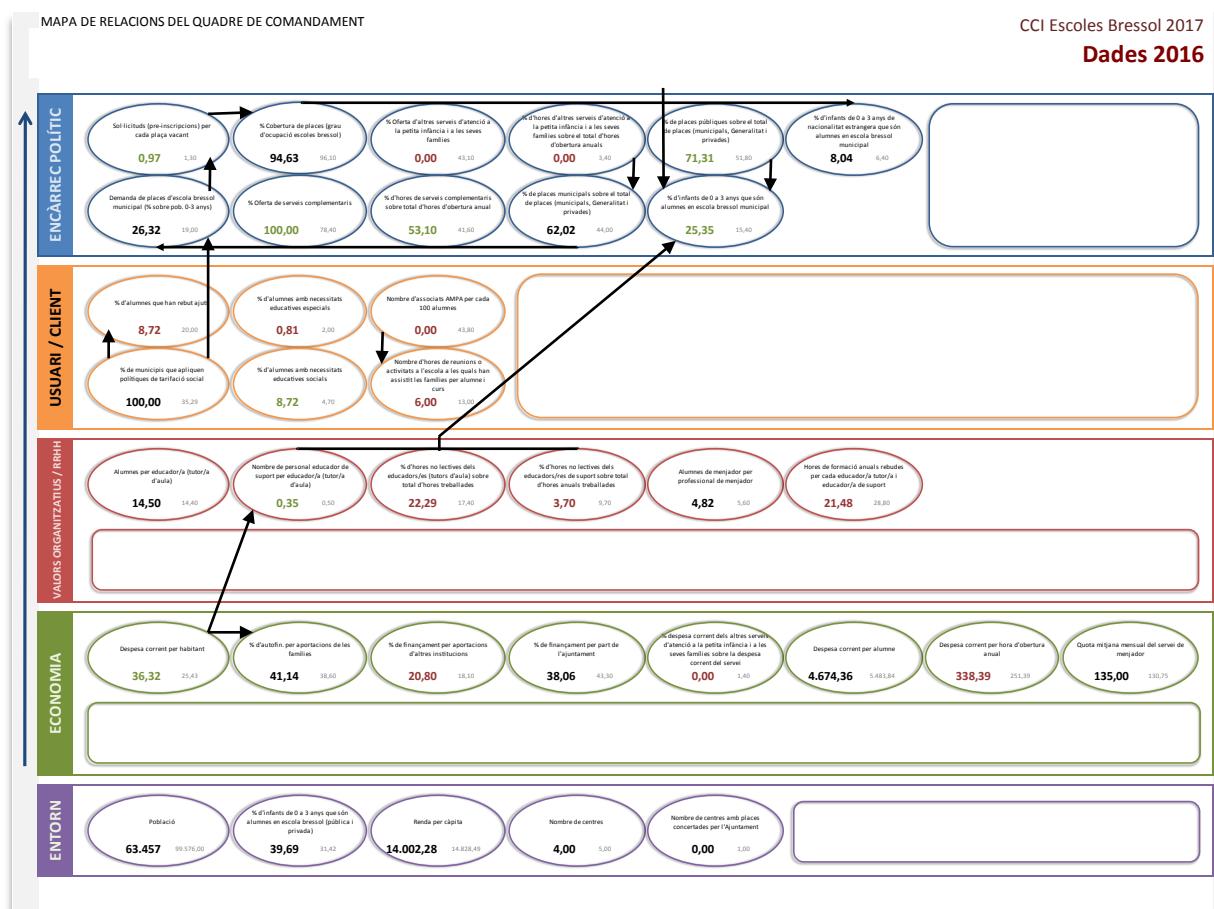 MAPA DE RELACIONS DEL QUADRE DE COMANDAMENT
CCI Escoles Bressol 2017
Dades 2016
ENCÀRREC POLÍTIC
Sol·licituds (pre-inscripcions) per
cada plaça vacant
0,97 1,30
% Cobertura de places (grau
d'ocupació escoles bressol)
94,63 96,10
% Oferta d'altres serveis d'atenció a
la petita infància i a les seves
famílies
0,00 43,10
% d'hores d'altres serveis d'atenció a
la petita infància i a les seves
famílies sobre el total d'hores
d'obertura anuals
0,00 3,40
% de places públiques sobre el total
de places (municipals, Generalitat i
privades)
71,31 51,80
% d'infants de 0 a 3 anys de
nacionalitat estrangera que són
alumnes en escola bressol
municipal
8,04 6,40
Demanda de places d'escola bressol
municipal (% sobre pob. 0-3 anys)
26,32 19,00
% Oferta de serveis complementaris
100,00 78,40
% d'hores de serveis complementaris
sobre total d'hores d'obertura anual
53,10 41,60
% de places municipals sobre el total
de places (municipals, Generalitat i
privades)
62,02 44,00
% d'infants de 0 a 3 anys que són
alumnes en escola bressol municipal
25,35 15,40
USUARI / CLIENT
% d'alumnes que han rebut ajuts
8,72 20,00
% d'alumnes amb necessitats
educatives especials
0,81 2,00
Nombre d'associats AMPA per cada
100 alumnes
0,00 43,80
% de municipis que apliquen
polítiques de tarifació social
100,00 35,29
% d'alumnes amb necessitats
educatives socials
8,72 4,70
Nombre d'hores de reunions o
activitats a l'escola a les quals han
assistit les famílies per alumne i
curs
6,00 13,00
VALORS ORGANITZATIUS / RRHH
Alumnes per educador/a (tutor/a
d'aula)
14,50 14,40
Nombre de personal educador de
suport per educador/a (tutor/a
d'aula)
0,35 0,50
% d'hores no lectives dels
educadors/es (tutors d'aula) sobre
total d'hores treballades
22,29 17,40
% d'hores no lectives dels
educadors/res de suport sobre total
d'hores anuals treballades
3,70 9,70
Alumnes de menjador per
professional de menjador
4,82 5,60
Hores de formació anuals rebudes
per cada educador/a tutor/a i
educador/a de suport
21,48 28,80
ECONOMIA
Despesa corrent per habitant
36,32 25,43
% d'autofin. per aportacions de les
famílies
41,14 38,60
% de finançament per aportacions
d'altres institucions
20,80 18,10
% de finançament per part de
l'ajuntament
38,06 43,30
% despesa corrent dels altres serveis
d'atenció a la petita infància i a les
seves famílies sobre la despesa
corrent del servei
0,00 1,40
Despesa corrent per alumne
4.674,36 5.483,84
Despesa corrent per hora d'obertura
anual
338,39 251,39
Quota mitjana mensual del servei de
menjador
135,00 130,75
ENTORN
Població
63.457 99.576,00
% d'infants de 0 a 3 anys que són
alumnes en escola bressol (pública i
privada)
39,69 31,42
Renda per càpita
14.002,28 14.828,49
Nombre de centres
4,00 5,00
Nombre de centres amb places
concertades per l'Ajuntament
0,00 1,00